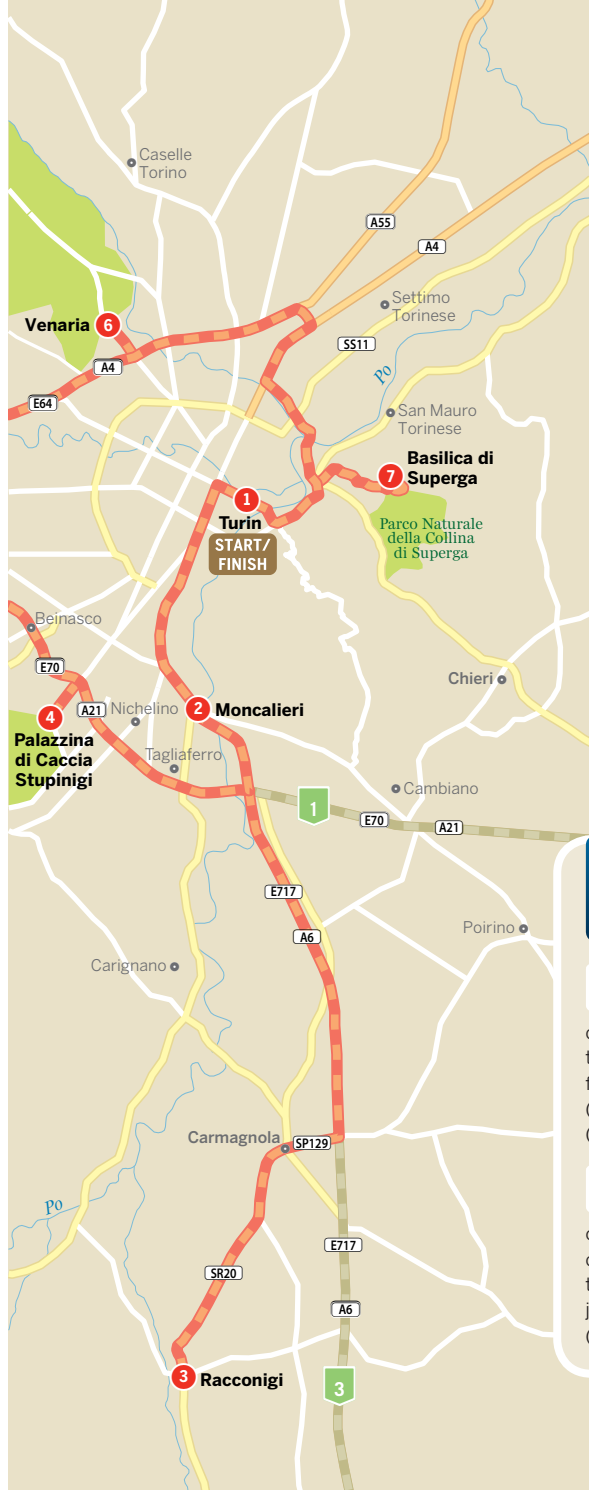 Caselle
Torino
A55
A4
Settimo
Torinese
Venaria
6
SS11
A4
Po
E64
San Mauro
Torinese
Basilica di
Superga
7
1
Turin
START/
FINISH
Parco Naturale
della Collina
di Superga
Beinasco
E70
Chieri
A21
Nichelino
2
Moncalieri
4
Palazzina
di Caccia
Stupinigi
Tagliaferro
Cambiano
1
E70
A21
E717
Poirino
A6
Carignano
Carmagnola
SP129
Po
E717
SR20
A6
3
Racconigi
3
t
f
(
(
t
j
(